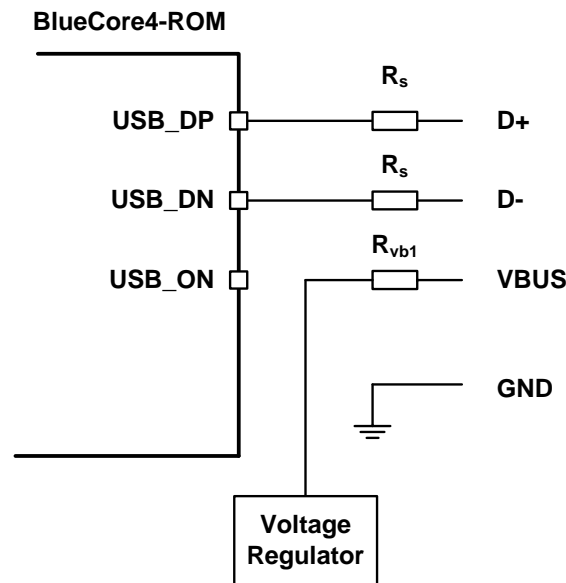 BlueCore4-ROM
R_s
USB_DP
D+
R_s
USB_DN
D-
R_vb1
USB_ON
VBUS
GND
Voltage
Regulator